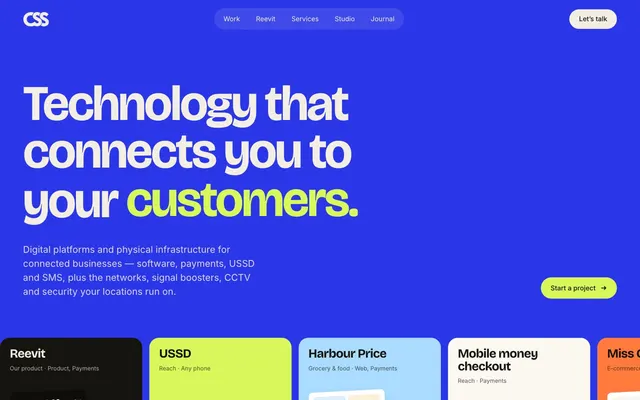 CSS
Work
Reevit
Services
Studio
Journal
Let's talk
Technology that
connects you to
your customers.
Digital platforms and physical infrastructure for
connected businesses — software, payments, USSD
and SMS, plus the networks, signal boosters, CCTV
and security your locations run on.
Start a project →
Reevit
Our product · Product, Payments
USSD
Reach · Any phone
Harbour Price
Grocery & food · Web, Payments
Mobile money
checkout
Reach · Payments
Miss
E-commerce